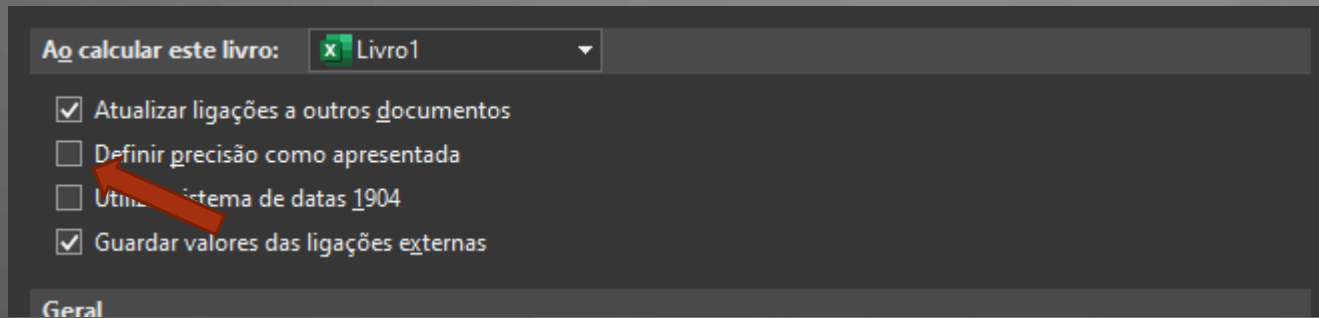 Ao calcular este livro: Livro1
Atualizar ligações a outros documentos
Definir precisão como apresentada
sistema de datas 1904
Guardar valores das ligações externas
Geral